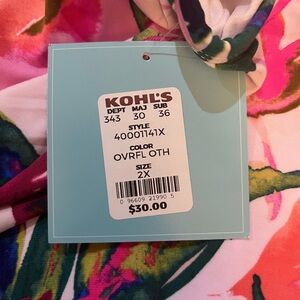 KOHL'S
DEPT MAJ SUB
343 30 36
STYLE
40001141X
COLOR
OVRFL OTH
SIZE
2X
0 96609 21990 5
$30.00